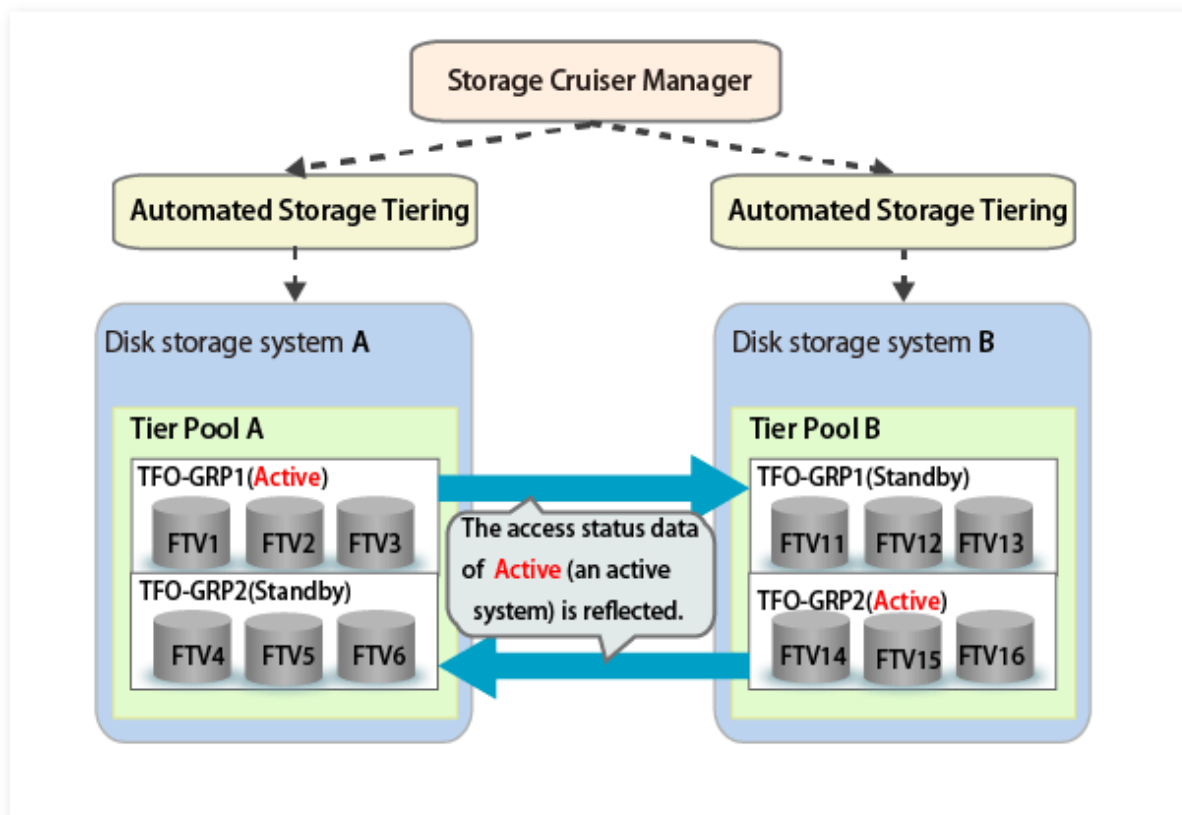 Storage Cruiser Manager
Automated Storage Tiering
Automated Storage Tiering
Disk storage system A
Tier Pool A
TFO-GRP1(Active)
FTV1 FTV2 FTV3
TFO-GRP2(Standby)
FTV4 FTV5 FTV6
The access status data
of Active (an active
system) is reflected.
Disk storage system B
Tier Pool B
TFO-GRP1(Standby)
FTV11 FTV12 FTV13
TFO-GRP2(Active)
FTV14 FTV15 FTV16